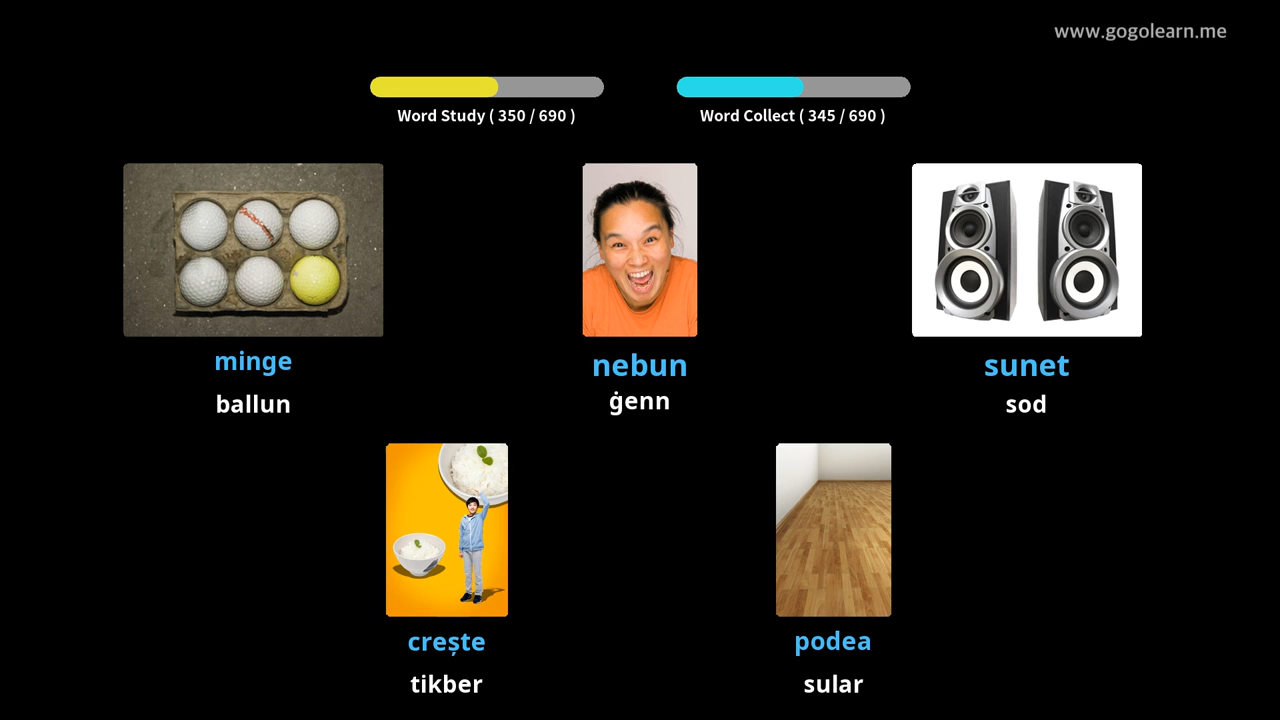 www.gogolearn.me
Word Study ( 350 / 690 )
Word Collect ( 345 / 690 )
minge
nebun
sunet
ballun
ġenn
sod
crește
podea
tikber
sular